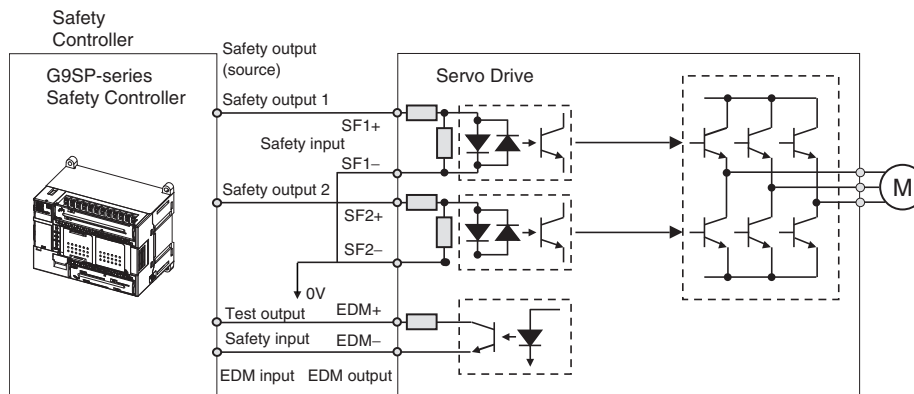 Safety
Controller
G9SP-series
Safety Controller
Safety output
(source)
Servo Drive
Safety output 1
SF1+
Safety input
SF1–
Safety output 2
SF2+
SF2–
0V
Test output
EDM+
Safety input
EDM–
EDM input
EDM output
M